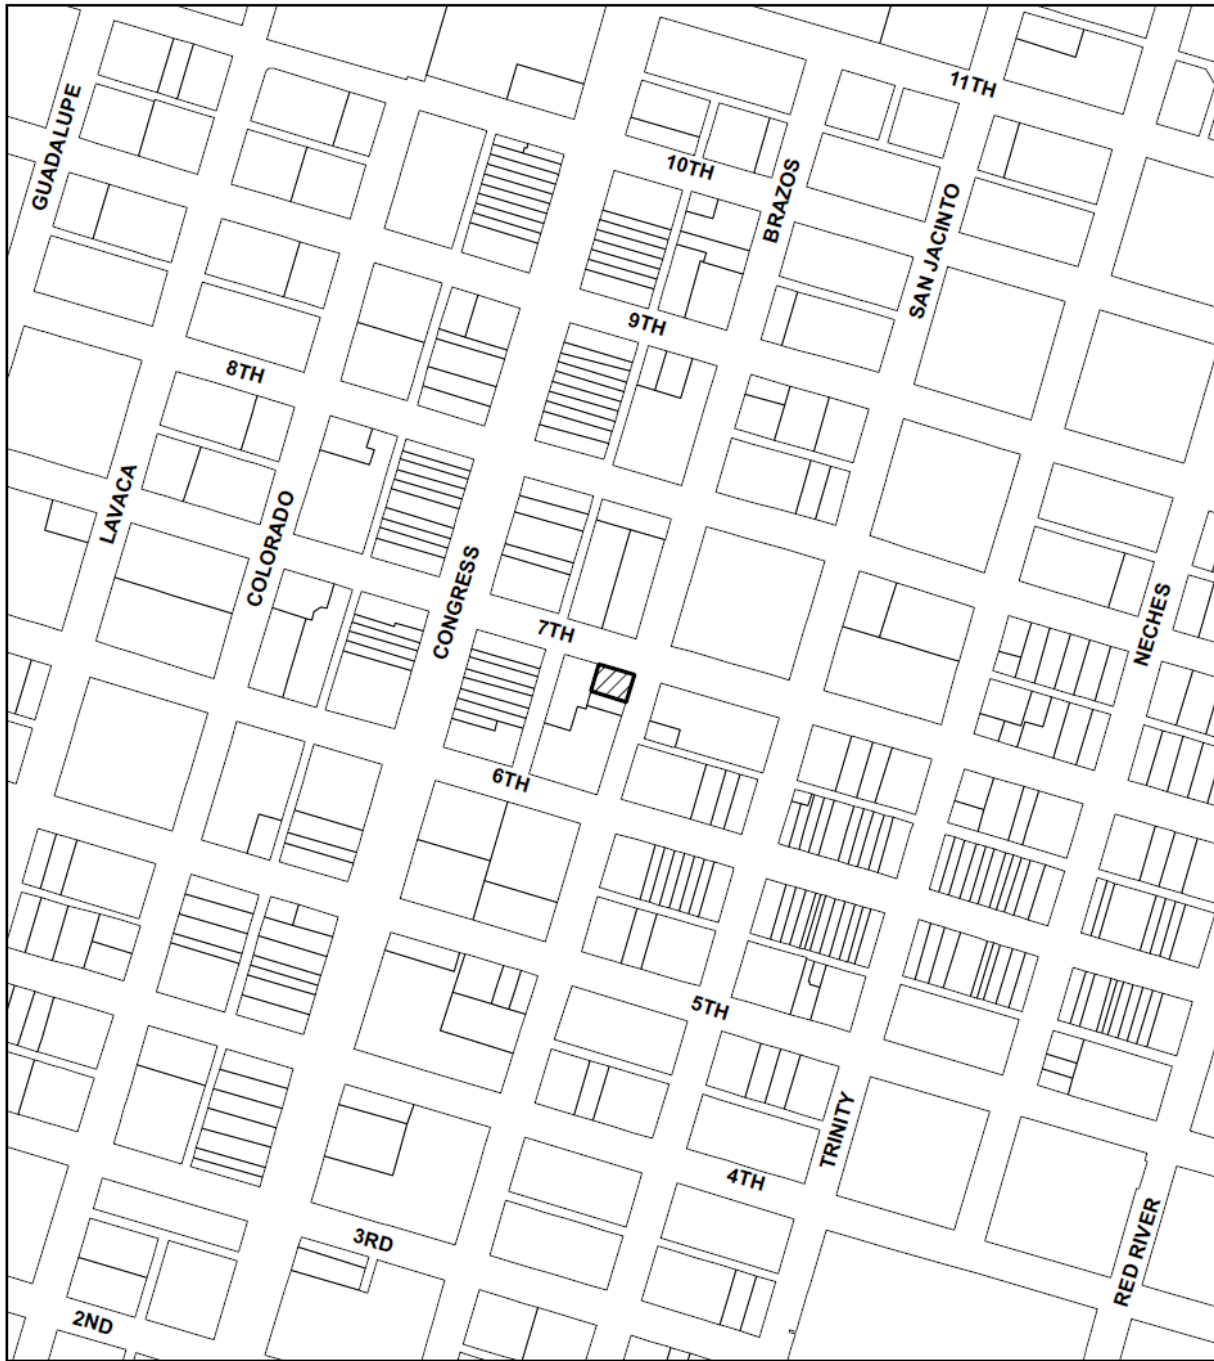 11TH
GUADALUPE
10TH
BRAZOS
SAN JACINTO
9TH
8TH
LAVACA
COLORADO
CONGRESS
7TH
NECHES
6TH
5TH
TRINITY
4TH
3RD
RED RIVER
2ND